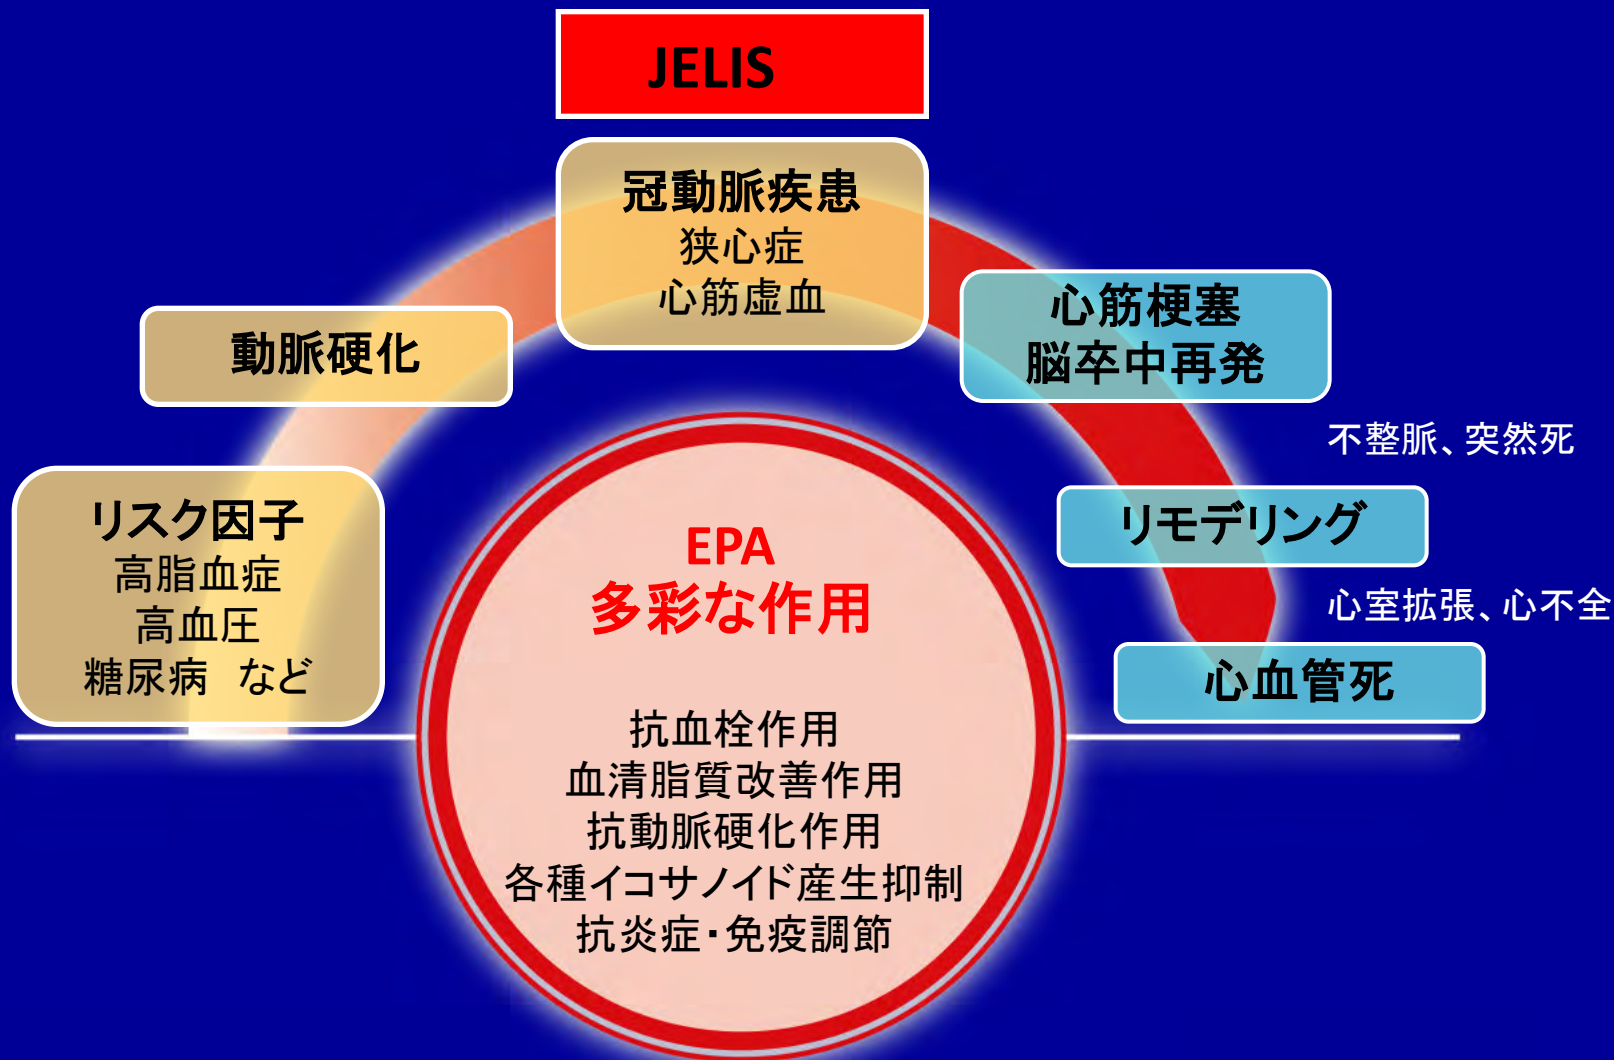 JELIS
冠動脈疾患
狭心症
心筋虚血
動脈硬化
リスク因子
高脂血症
高血圧
糖尿病　など
心筋梗塞
脳卒中再発
不整脈、突然死
リモデリング
心室拡張、心不全
心血管死
EPA
多彩な作用
抗血栓作用
血清脂質改善作用
抗動脈硬化作用
各種イコサノイド産生抑制
抗炎症・免疫調節